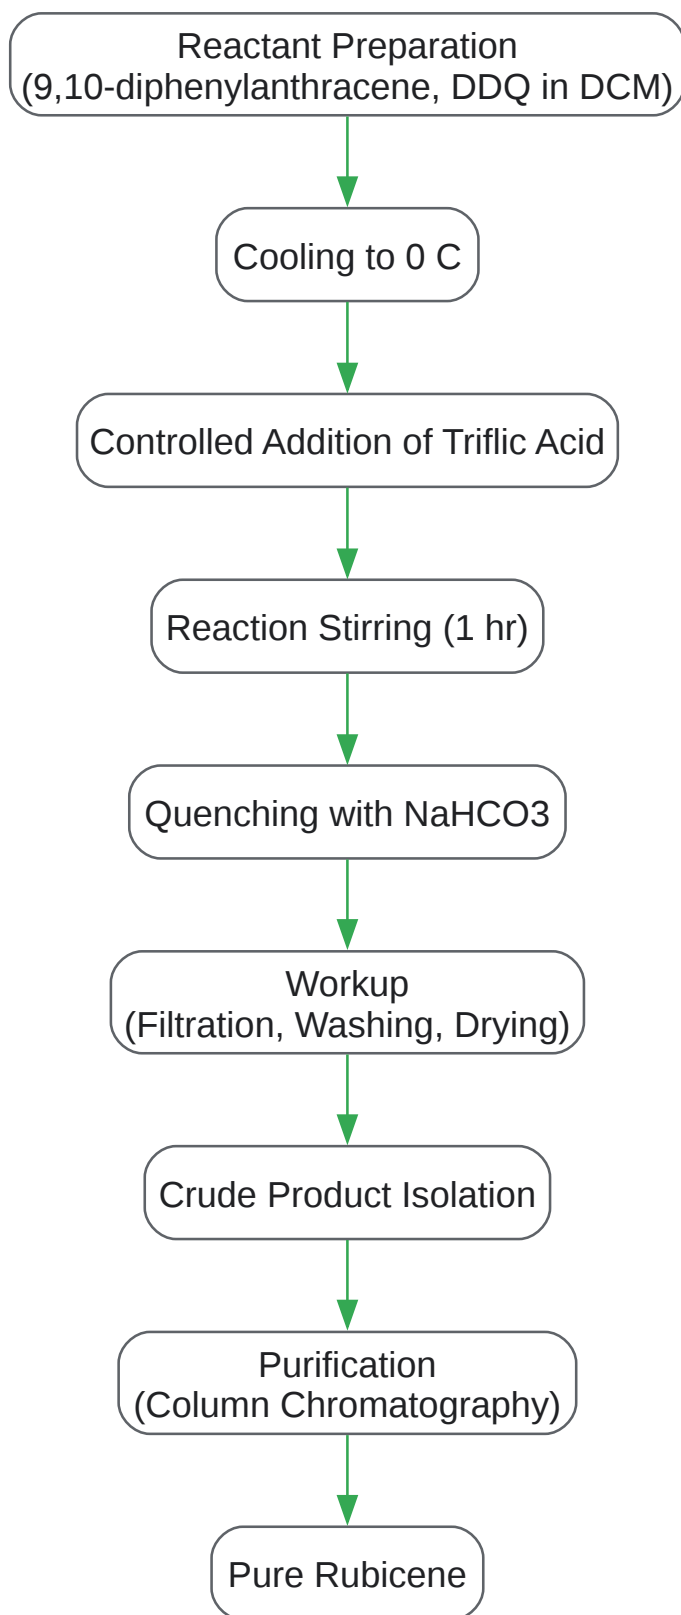 Reactant Preparation
(9,10-diphenylanthracene, DDQ in DCM)
Cooling to 0 C
Controlled Addition of Triflic Acid
Reaction Stirring (1 hr)
Quenching with NaHCO3
Workup
(Filtration, Washing, Drying)
Crude Product Isolation
Purification
(Column Chromatography)
Pure Rubicene